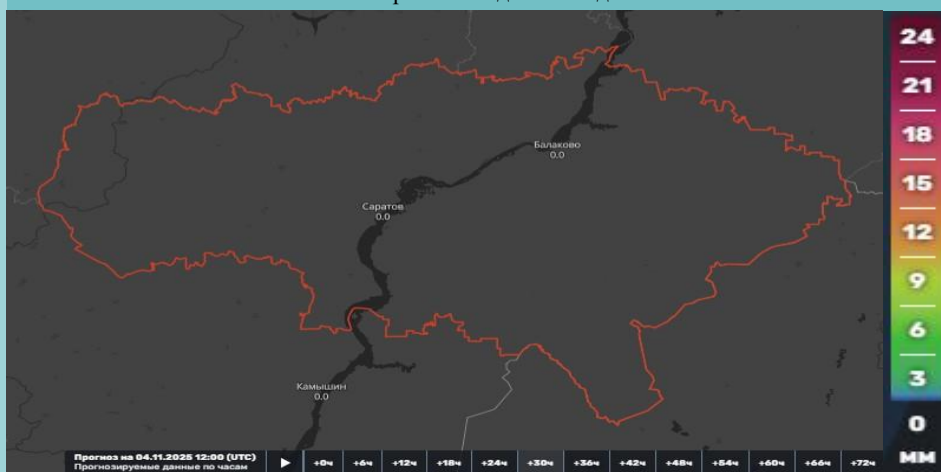 Балаково
0.0
Саратов
0.0
Камышин
0.0
24
21
18
15
12
9
6
3
0
ММ
Прогноз на 04.11.2025 12:00 (UTC)
Прогнозируемые данные по часам
+0ч +6ч +12ч +18ч +24ч +30ч +36ч +42ч +48ч +54ч +60ч +66ч +72ч